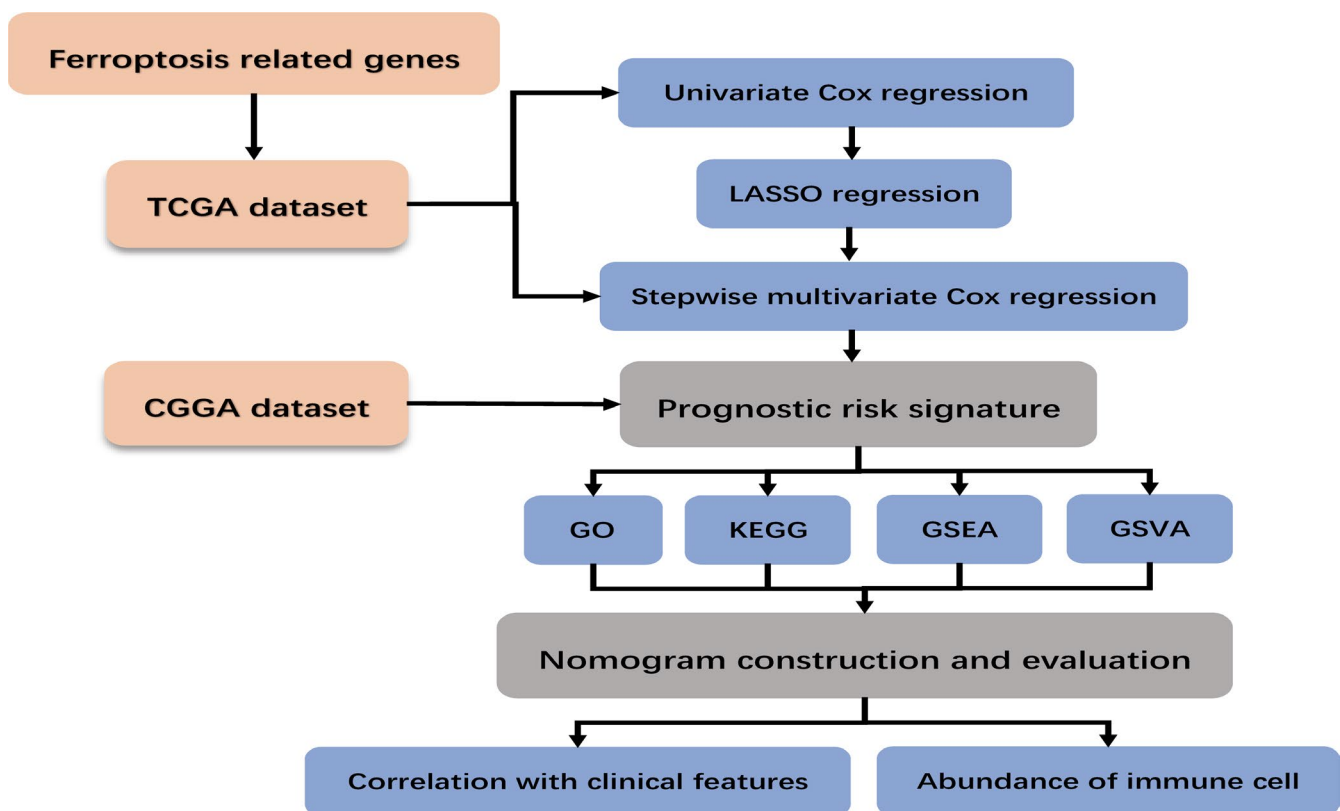 Ferroptosis related genes
Univariate Cox regression
TCGA dataset
LASSO regression
Stepwise multivariate Cox regression
CGGA dataset
Prognostic risk signature
GO
KEGG
GSEA
GSVA
Nomogram construction and evaluation
Correlation with clinical features
Abundance of immune cell